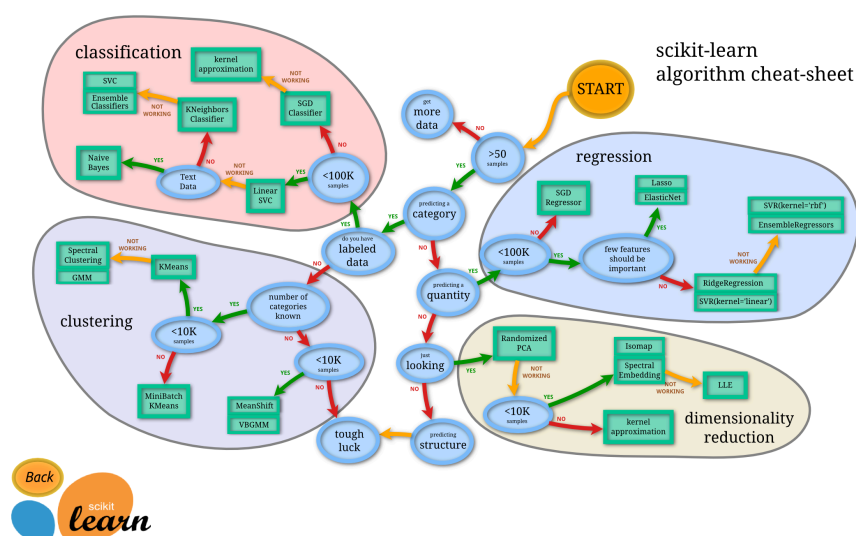 scikit-learn
algorithm cheat-sheet
classification
kernel
approximation
NOT
WORKING
SVC
Ensemble
Classifiers
NOT
WORKING
KNeighbors
Classifier
SGD
Classifier
NO
NO
Naive
Bayes
YES
Text
Data
NOT
WORKING
Linear
SVC
YES
<100K
samples
START
get
more
data
NO
>50
samples
YES
predicting a
category
YES
YES
do you have
labeled
data
NO
NO
predicting a
quantity
YES
NO
just
looking
YES
NO
predicting
structure
tough
luck
regression
SGD
Regressor
Lasso
ElasticNet
SVR(kernel='rbf')
EnsembleRegressors
NO
YES
NOT
WORKING
<100K
samples
YES
few features
should be
important
NO
RidgeRegression
SVR(kernel='linear')
clustering
Spectral
Clustering
GMM
NOT
WORKING
KMeans
YES
number of
categories
known
YES
NO
<10K
samples
NO
MiniBatch
KMeans
<10K
samples
YES
NO
MeanShift
VBGMM
dimensionality
reduction
Randomized
PCA
NOT
WORKING
Isomap
Spectral
Embedding
NOT
WORKING
LLE
<10K
samples
YES
NO
kernel
approximation
Back
scikit
learn